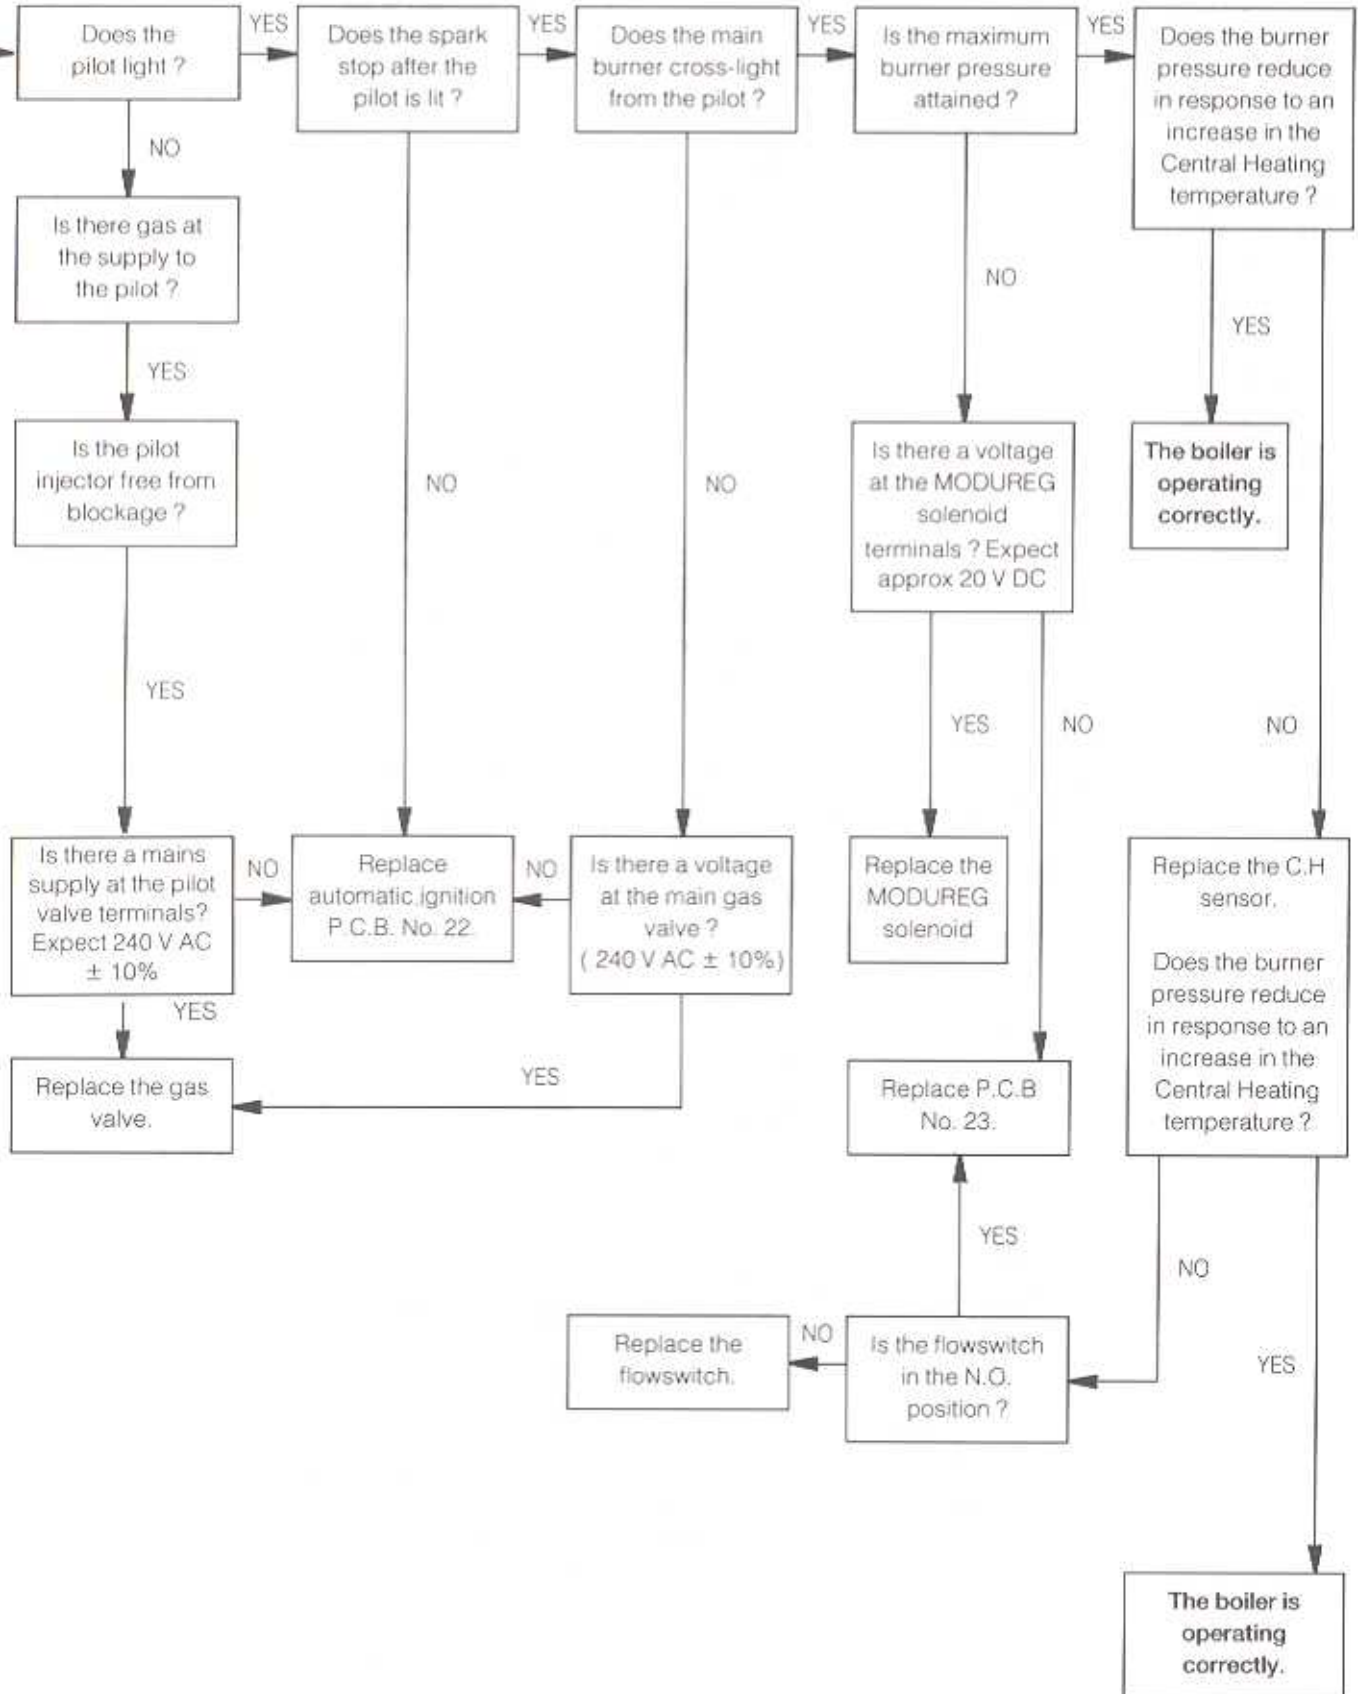 Does the
pilot light ?
YES
Does the spark
stop after the
pilot is lit ?
YES
Does the main
burner cross-light
from the pilot ?
YES
Is the maximum
burner pressure
attained ?
YES
Does the burner
pressure reduce
in response to an
increase in the
Central Heating
temperature ?
NO
Is there gas at
the supply to
the pilot ?
NO
YES
YES
Is the pilot
injector free from
blockage ?
NO
NO
Is there a voltage
at the MODUREG
solenoid
terminals ? Expect
approx 20 V DC
The boiler is
operating
correctly.
YES
YES
NO
NO
Is there a mains
supply at the pilot
valve terminals?
Expect 240 V AC
± 10%
NO
Replace
automatic.ignition
P.C.B. No. 22
NO
Is there a voltage
at the main gas
valve ?
( 240 V AC ± 10%)
Replace the
MODUREG
solenoid
Replace the C.H
sensor.
Does the burner
pressure reduce
in response to an
increase in the
Central Heating
temperature ?
YES
Replace the gas
valve.
YES
Replace P.C.B
No. 23.
YES
NO
Replace the
flowswitch.
NO
Is the flowswitch
in the N.O.
position ?
YES
The boiler is
operating
correctly.